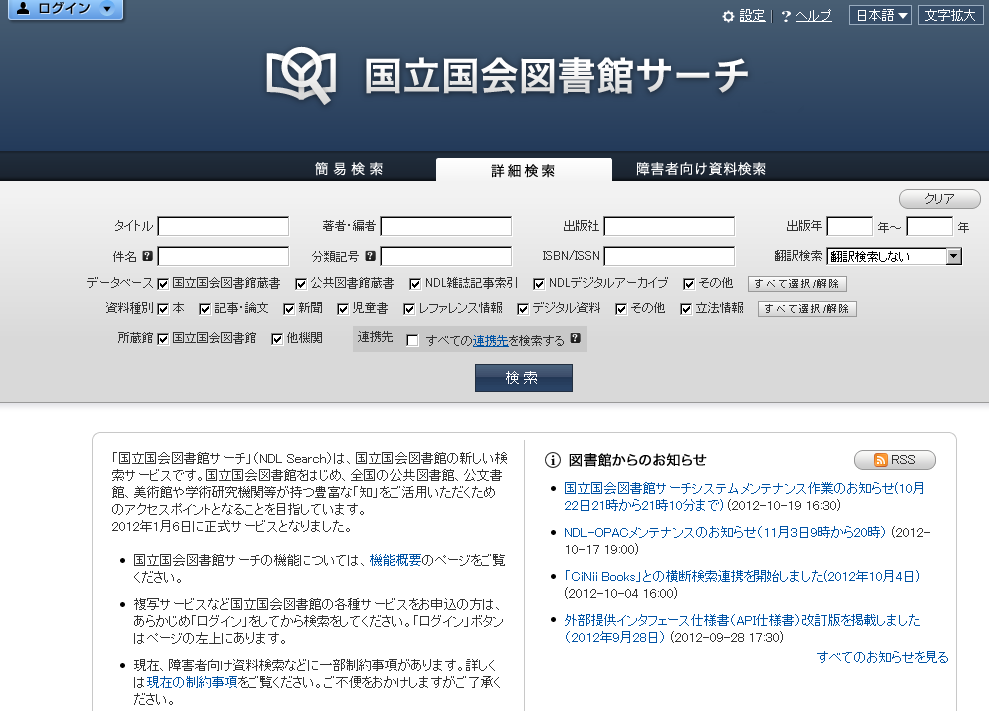 ログイン
設定 ? ヘルプ 日本語 文字拡大
国立国会図書館サーチ
簡易検索 詳細検索 障害者向け資料検索
クリア
タイトル 著者・編者 出版社 出版年 年～ 年
件名 ? 分類記号 ? ISBN/ISSN 翻訳検索 翻訳検索しない
データベース 国立国会図書館蔵書 公共図書館蔵書 NDL雑誌記事索引 NDLデジタルアーカイブ その他 すべて選択/解除
資料種別 本 記事・論文 新聞 児童書 レファレンス情報 デジタル資料 その他 立法情報 すべて選択/解除
所蔵館 国立国会図書館 他機関 連携先 すべての連携先を検索する ?
検索
「国立国会図書館サーチ」(NDL Search)は、国立国会図書館の新しい検
索サービスです。国立国会図書館をはじめ、全国の公共図書館、公文書
館、美術館や学術研究機関等が持つ豊富な「知」をご活用いただくため
のアクセスポイントとなることを目指しています。
2012年1月6日に正式サービスとなりました。
• 国立国会図書館サーチの機能については、機能概要のページをご覧
ください。
• 複写サービスなど国立国会図書館の各種サービスをお申込の方は、
あらかじめ「ログイン」をしてから検索をしてください。「ログイン」ボタン
はページの左上にあります。
• 現在、障害者向け資料検索などに一部制約事項があります。詳しく
は現在の制約事項をご覧ください。ご不便をおかけしますがご了承く
ださい。
図書館からのお知らせ RSS
• 国立国会図書館サーチシステムメンテナンス作業のお知らせ(10月
22日21時から21時10分まで) (2012-10-19 16:30)
• NDL-OPACメンテナンスのお知らせ（11月3日9時から20時） (2012-
10-17 19:00)
• 「CiNii Books」との横断検索連携を開始しました(2012年10月4日)
(2012-10-04 16:00)
• 外部提供インタフェース仕様書（API仕様書）改訂版を掲載しました
（2012年9月28日） (2012-09-28 17:30)
すべてのお知らせを見る